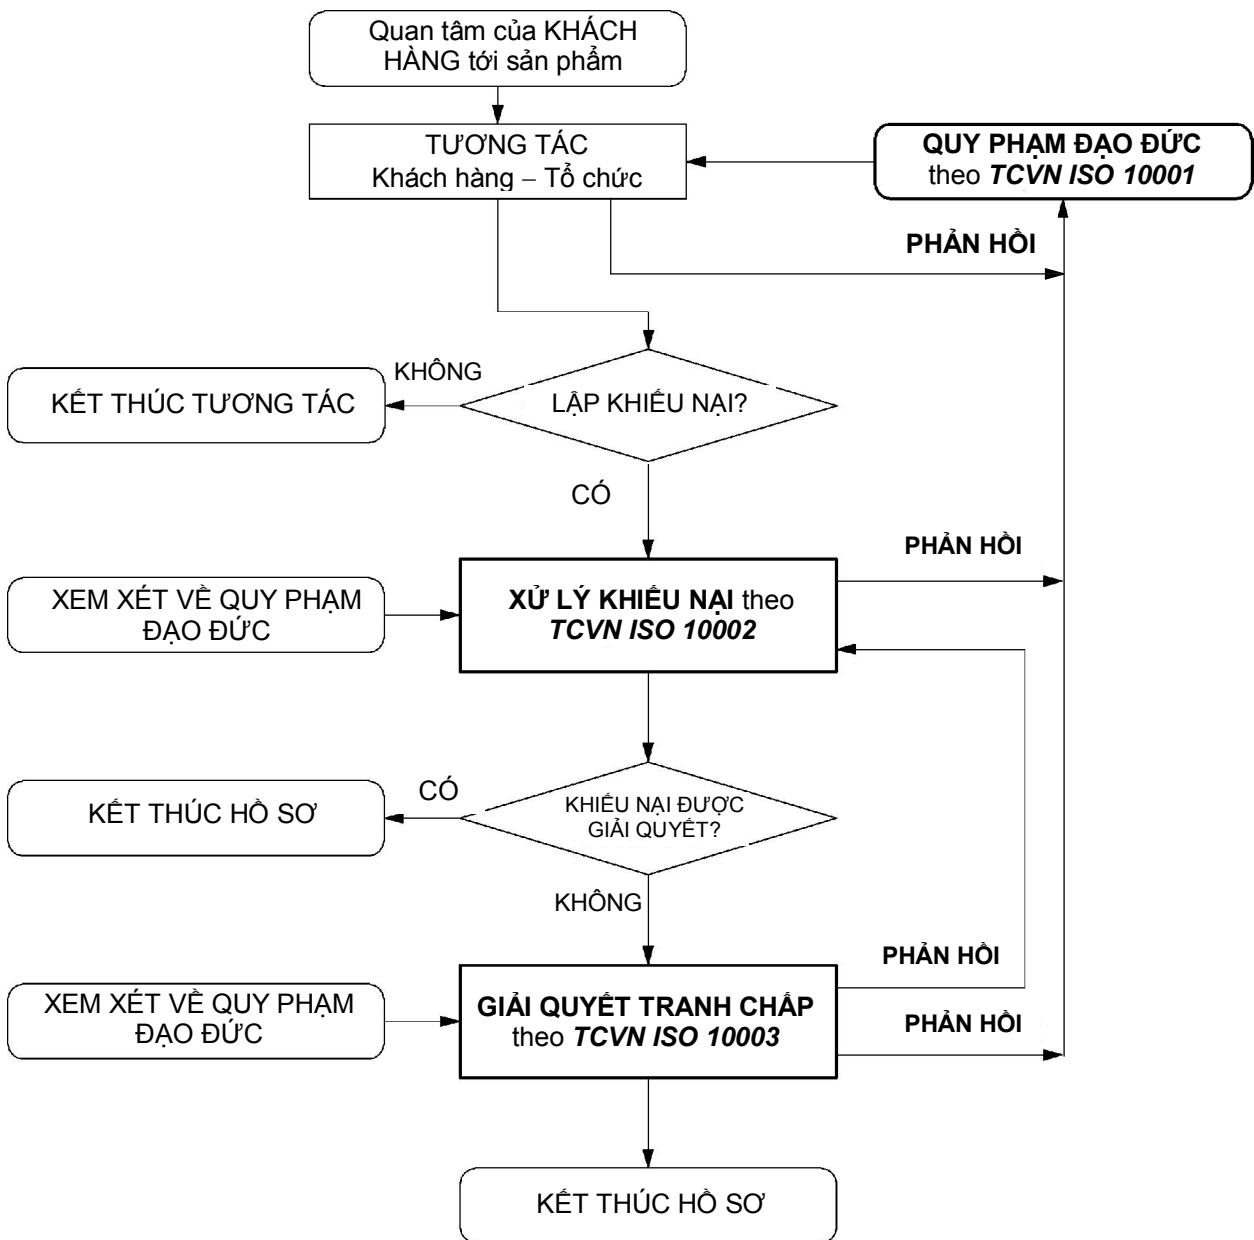 Quan tâm của KHÁCH
HÀNG tới sản phẩm
TƯƠNG TÁC
Khách hàng – Tổ chức
QUY PHẠM ĐẠO ĐỨC
theo TCVN ISO 10001
PHẢN HỒI
KHÔNG
KẾT THÚC TƯƠNG TÁC
LẬP KHIẾU NẠI?
CÓ
PHẢN HỒI
XEM XÉT VỀ QUY PHẠM
ĐẠO ĐỨC
XỬ LÝ KHIẾU NẠI theo
TCVN ISO 10002
CÓ
KẾT THÚC HỒ SƠ
KHIẾU NẠI ĐƯỢC
GIẢI QUYẾT?
KHÔNG
PHẢN HỒI
XEM XÉT VỀ QUY PHẠM
ĐẠO ĐỨC
GIẢI QUYẾT TRANH CHẤP
theo TCVN ISO 10003
PHẢN HỒI
KẾT THÚC HỒ SƠ